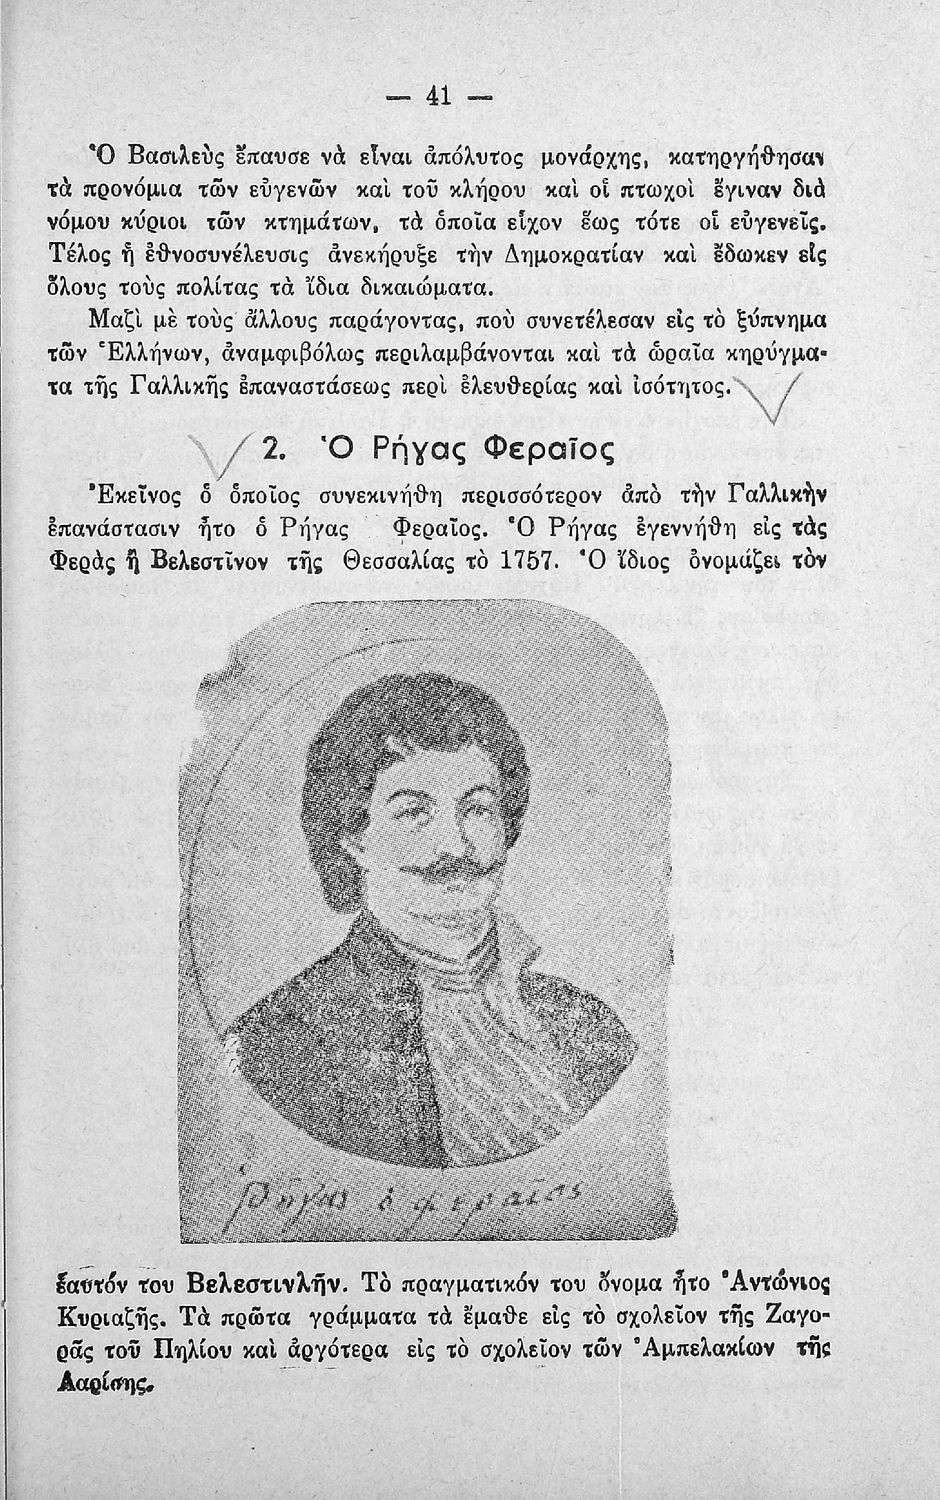 — 41 —
Ὁ Βασιλεὺς ἔπαυσε νὰ εἶναι ἀπόλυτος μονάρχης, κατηργήθησαν
τὰ προνόμια τῶν εὐγενῶν καὶ τοῦ κλήρου καὶ οἱ πτωχοὶ ἔγιναν διὰ
νόμου κύριοι τῶν κτημάτων, τὰ ὁποῖα εἶχον ἕως τότε οἱ εὐγενεῖς.
Τέλος ἡ ἐθνοσυνέλευσις ἀνεκήρυξε τὴν Δημοκρατίαν καὶ ἔδωκεν εἰς
ὅλους τοὺς πολίτας τὰ ἴδια δικαιώματα.
Μαζὶ μὲ τοὺς ἄλλους παράγοντας, ποὺ συνετέλεσαν εἰς τὸ ξύπνημα
τῶν Ἑλλήνων, ἀναμφιβόλως περιλαμβάνονται καὶ τὰ ὡραῖα κηρύγμα-
τα τῆς Γαλλικῆς ἐπαναστάσεως περὶ ἐλευθερίας καὶ ἰσότητος.
2. Ὁ Ρήγας Φεραῖος
Ἐκεῖνος ὁ ὁποῖος συνεκινήθη περισσότερον ἀπὸ τὴν Γαλλικὴν
ἐπανάστασιν ἦτο ὁ Ρήγας Φεραῖος. Ὁ Ρήγας ἐγεννήθη εἰς τὰς
Φερὰς ἢ Βελεστῖνον τῆς Θεσσαλίας τὸ 1757. Ὁ ἴδιος ὀνομάζει τὸν
Ρήγας ὁ φεραῖος
ἑαυτόν του Βελεστινλῆν. Τὸ πραγματικόν του ὄνομα ἦτο Ἀντώνιος
Κυριαζῆς. Τὰ πρῶτα γράμματα τὰ ἔμαθε εἰς τὸ σχολεῖον τῆς Ζαγο-
ρᾶς τοῦ Πηλίου καὶ ἀργότερα εἰς τὸ σχολεῖον τῶν Ἀμπελακίων τῆς
Λαρίσης.